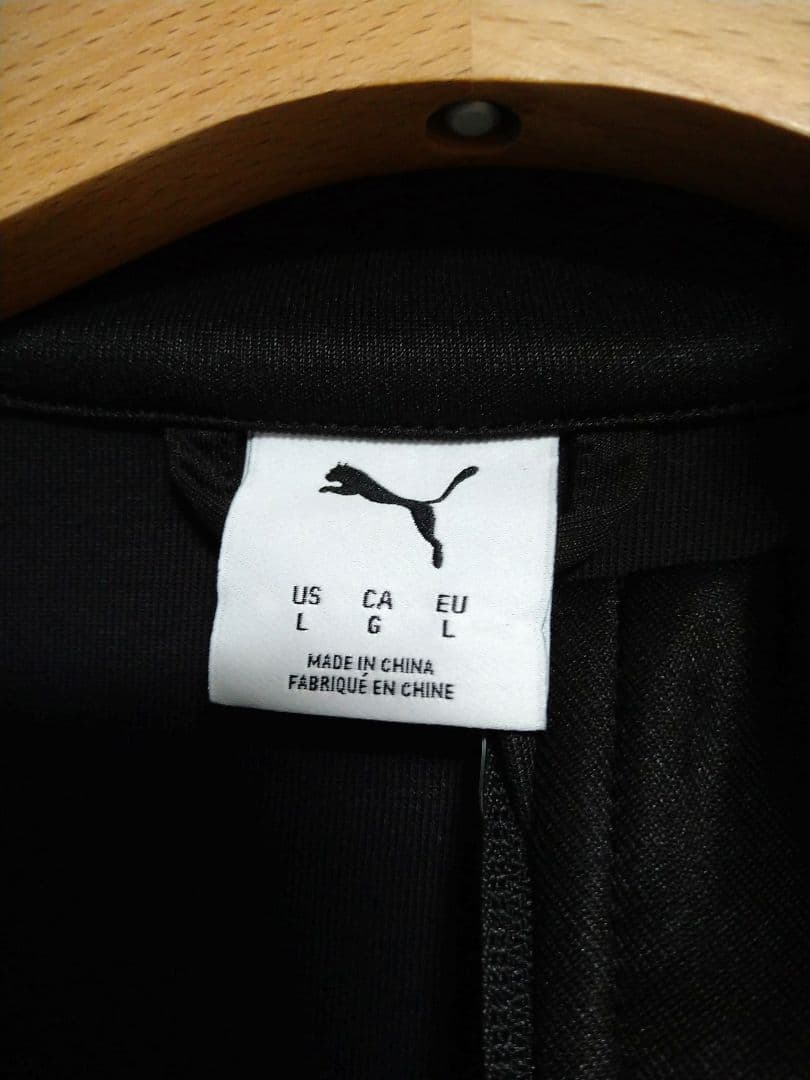 US CA EU
L G L
MADE IN CHINA
FABRIQUÉ EN CHINE